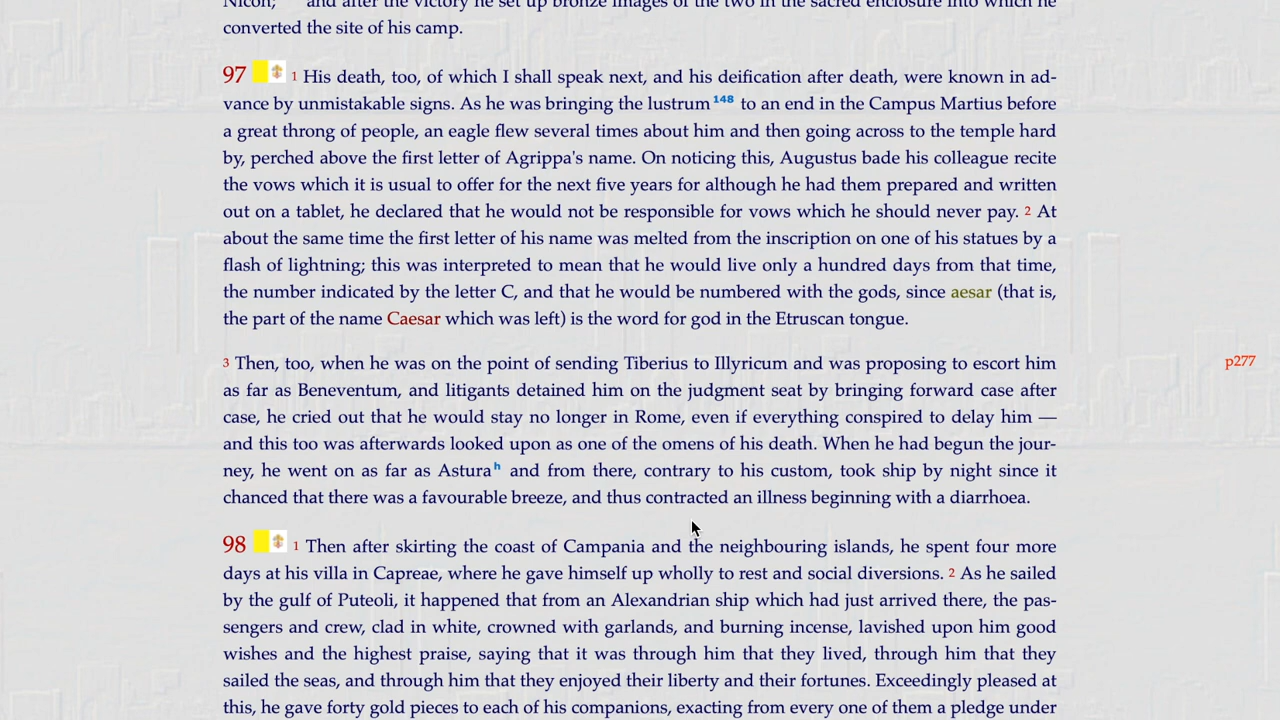 Nicon; and after the victory he set up bronze images of the two in the sacred enclosure into which he
converted the site of his camp.
97 1 His death, too, of which I shall speak next, and his deification after death, were known in ad-
vance by unmistakable signs. As he was bringing the lustrum148 to an end in the Campus Martius before
a great throng of people, an eagle flew several times about him and then going across to the temple hard
by, perched above the first letter of Agrippa's name. On noticing this, Augustus bade his colleague recite
the vows which it is usual to offer for the next five years for although he had them prepared and written
out on a tablet, he declared that he would not be responsible for vows which he should never pay. 2 At
about the same time the first letter of his name was melted from the inscription on one of his statues by a
flash of lightning; this was interpreted to mean that he would live only a hundred days from that time,
the number indicated by the letter C, and that he would be numbered with the gods, since aesar (that is,
the part of the name Caesar which was left) is the word for god in the Etruscan tongue.
3 Then, too, when he was on the point of sending Tiberius to Illyricum and was proposing to escort him
p277
as far as Beneventum, and litigants detained him on the judgment seat by bringing forward case after
case, he cried out that he would stay no longer in Rome, even if everything conspired to delay him —
and this too was afterwards looked upon as one of the omens of his death. When he had begun the jour-
ney, he went on as far as Asturah and from there, contrary to his custom, took ship by night since it
chanced that there was a favourable breeze, and thus contracted an illness beginning with a diarrhoea.
98 1 Then after skirting the coast of Campania and the neighbouring islands, he spent four more
days at his villa in Capreae, where he gave himself up wholly to rest and social diversions. 2 As he sailed
by the gulf of Puteoli, it happened that from an Alexandrian ship which had just arrived there, the pas-
sengers and crew, clad in white, crowned with garlands, and burning incense, lavished upon him good
wishes and the highest praise, saying that it was through him that they lived, through him that they
sailed the seas, and through him that they enjoyed their liberty and their fortunes. Exceedingly pleased at
this, he gave forty gold pieces to each of his companions, exacting from every one of them a pledge under